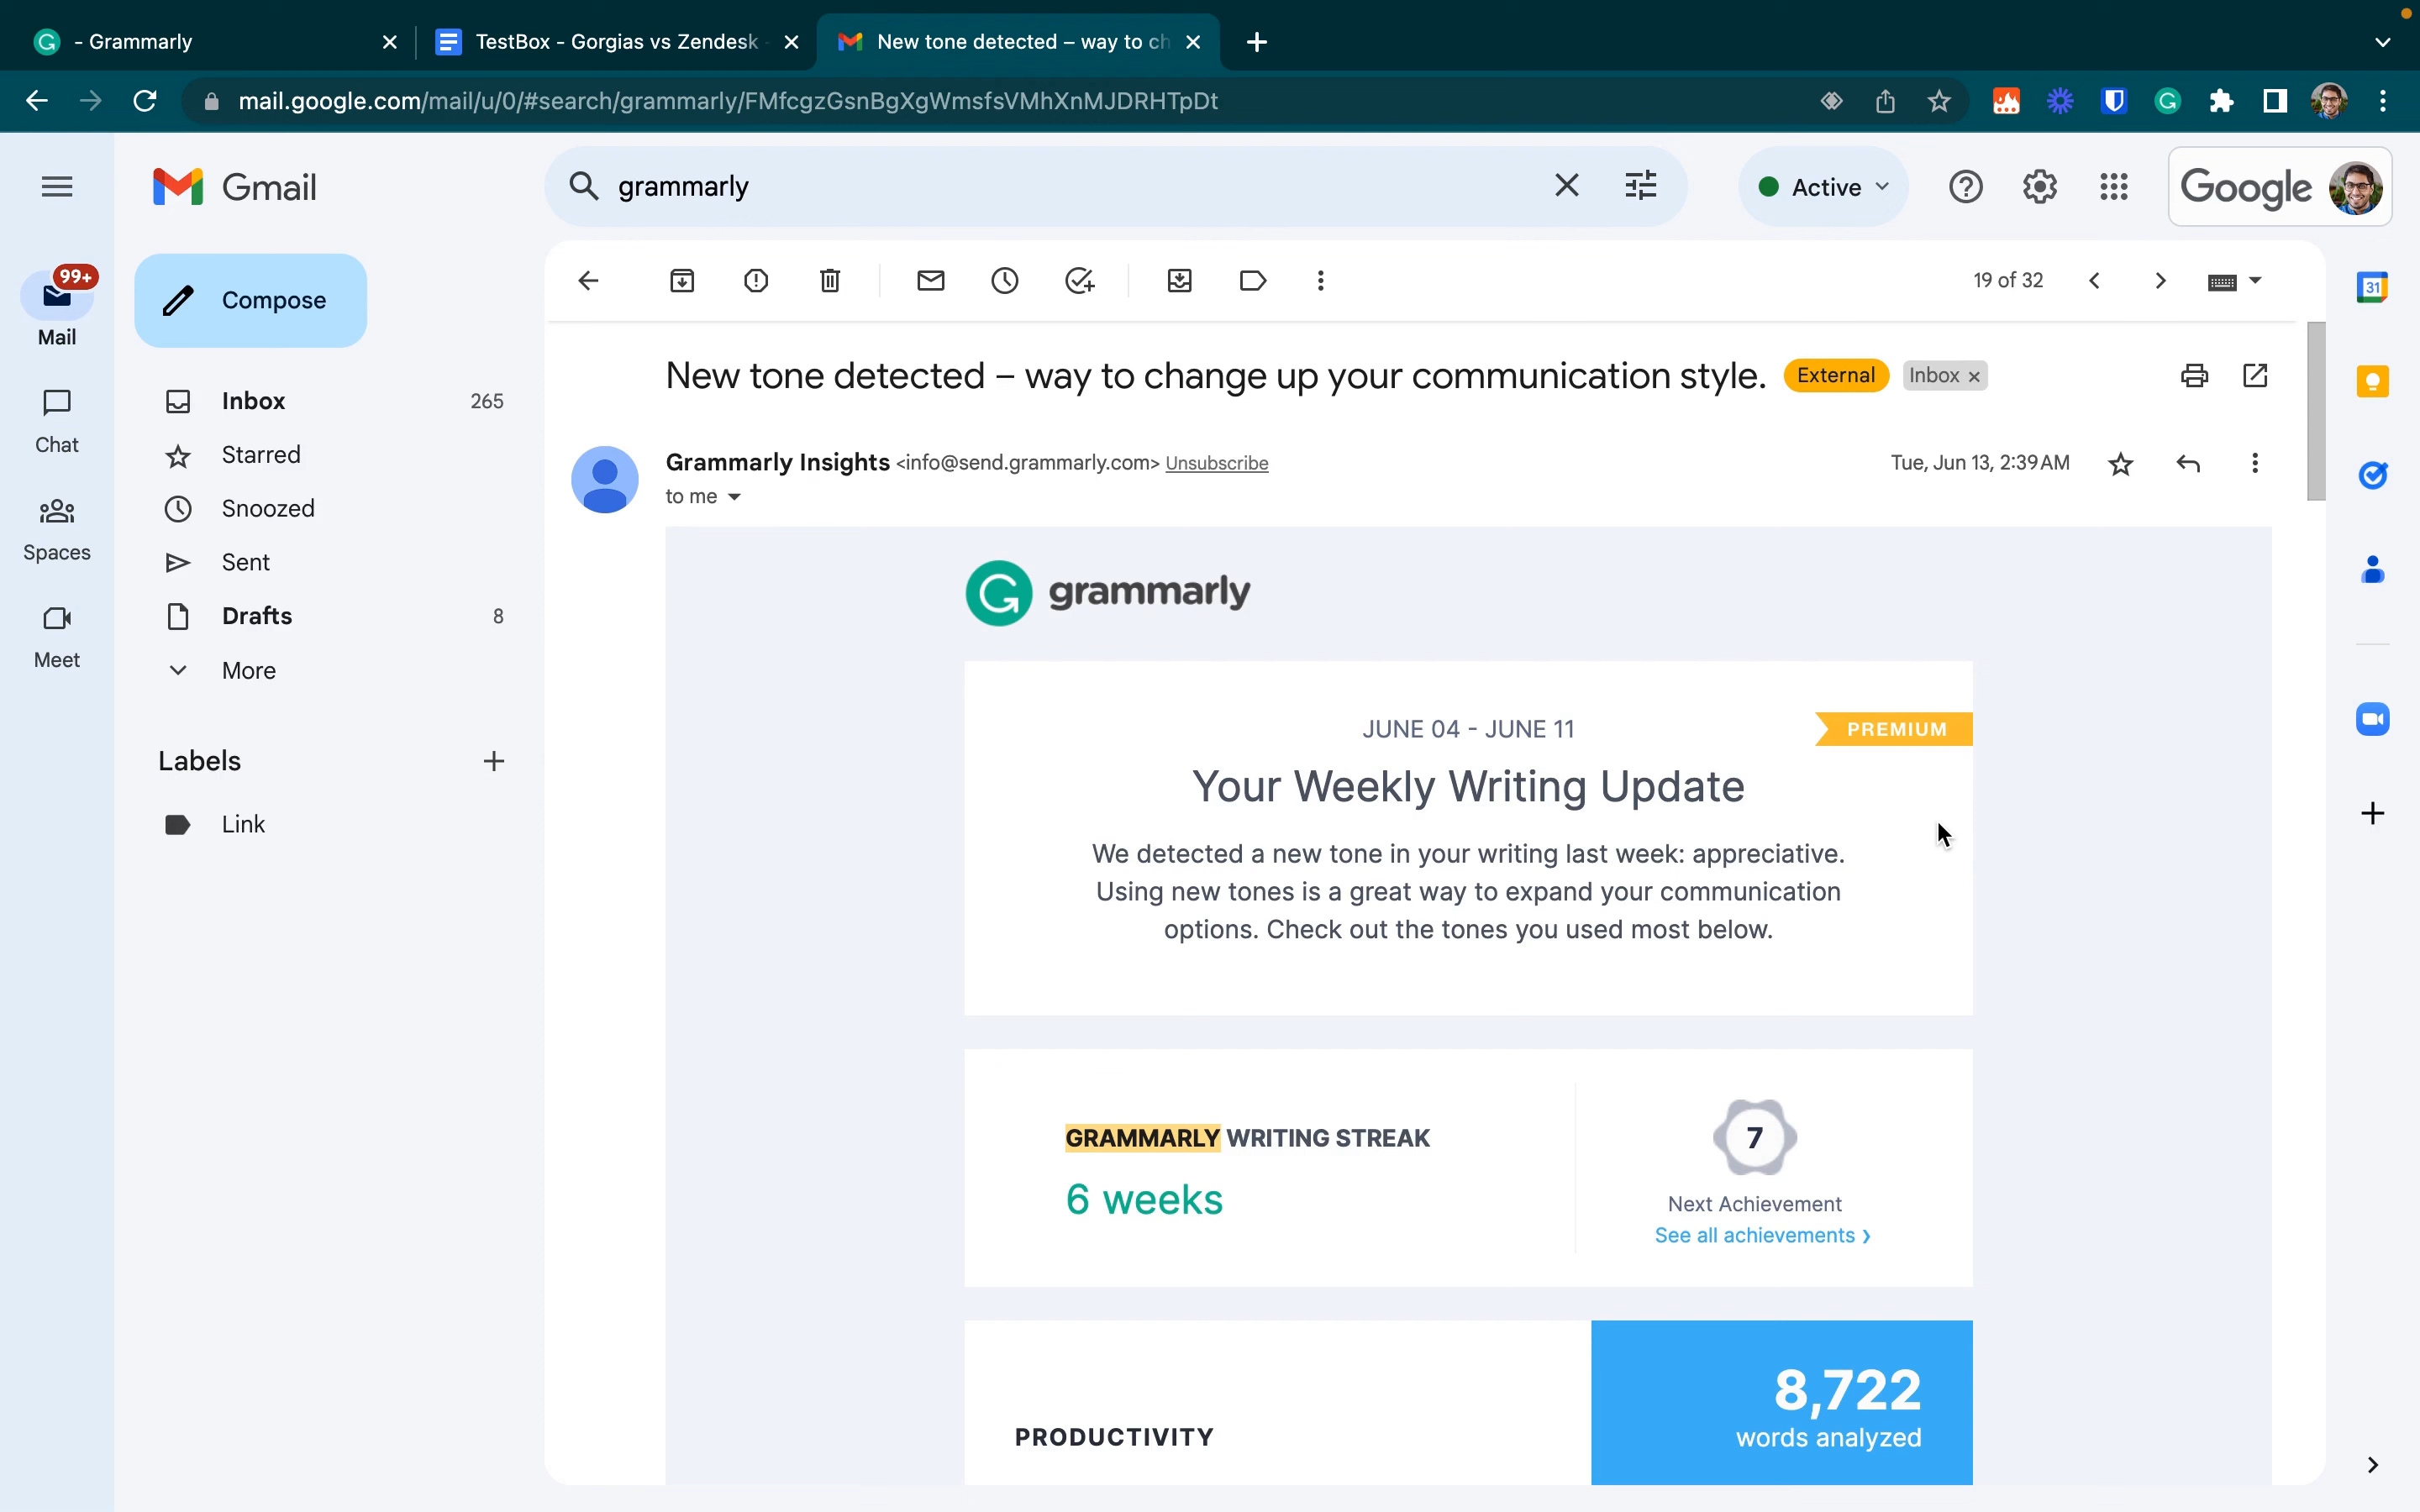 - Grammarly
TestBox - Gorgias vs Zendesk
New tone detected – way to ch
mail.google.com/mail/u/0/#search/grammarly/FMfcgzGsnBgXgWmsfsVMhXnMJDRHTpDt
Gmail
grammarly
Active
Google
99+
Mail
Chat
Spaces
Meet
Compose
Inbox 265
Starred
Snoozed
Sent
Drafts 8
More
Labels
Link
19 of 32
31
New tone detected – way to change up your communication style. External Inbox
Grammarly Insights <info@send.grammarly.com> Unsubscribe
Tue, Jun 13, 2:39 AM
to me
grammarly
JUNE 04 - JUNE 11
PREMIUM
Your Weekly Writing Update
We detected a new tone in your writing last week: appreciative.
Using new tones is a great way to expand your communication
options. Check out the tones you used most below.
GRAMMARLY WRITING STREAK
6 weeks
7
Next Achievement
See all achievements ›
PRODUCTIVITY
8,722
words analyzed